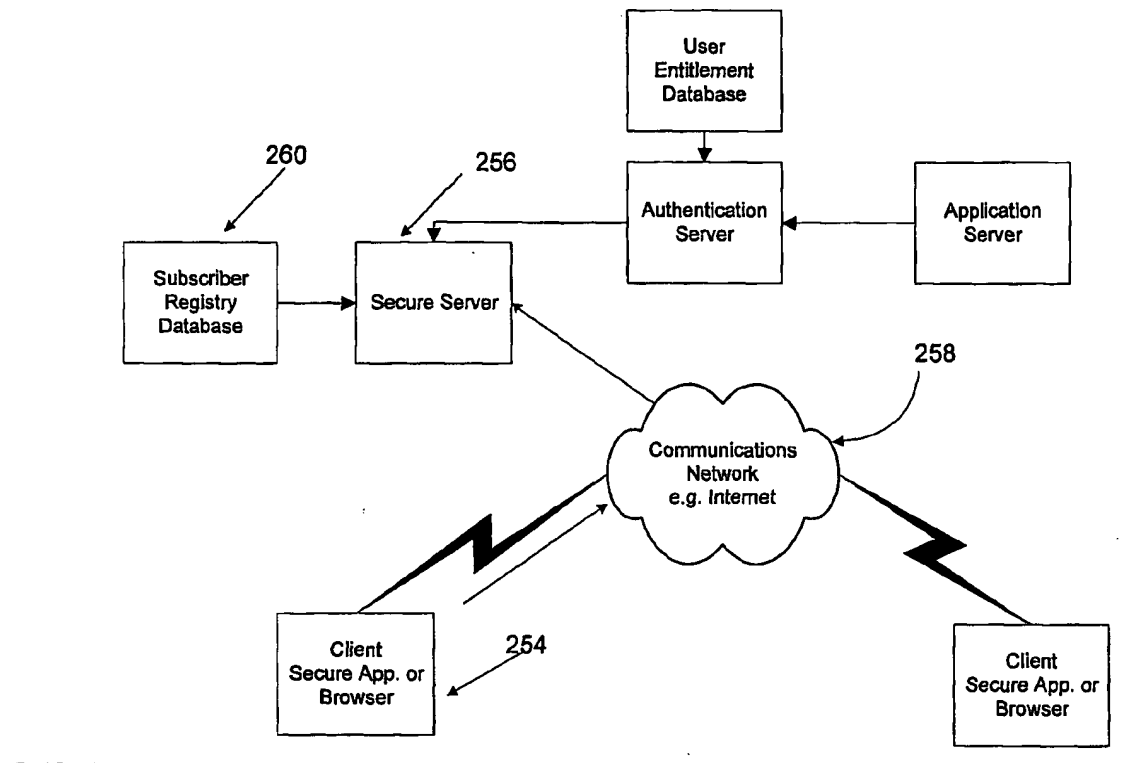 User
Entitlement
Database
260
256
Authentication
Server
Application
Server
Subscriber
Registry
Database
Secure Server
258
Communications
Network
e.g. Internet
254
Client
Secure App. or
Browser
Client
Secure App. or
Browser